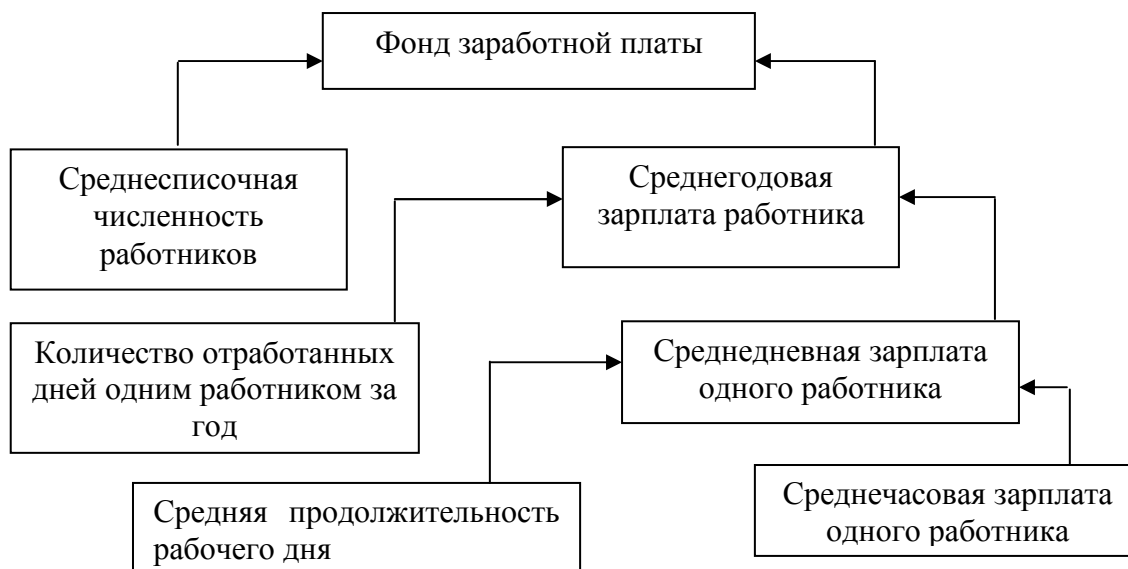 Фонд заработной платы
Среднесписочная
численность
работников
Среднегодовая
зарплата работника
Количество отработанных
дней одним работником за
год
Среднедневная зарплата
одного работника
Средняя продолжительность
рабочего дня
Среднечасовая зарплата
одного работника